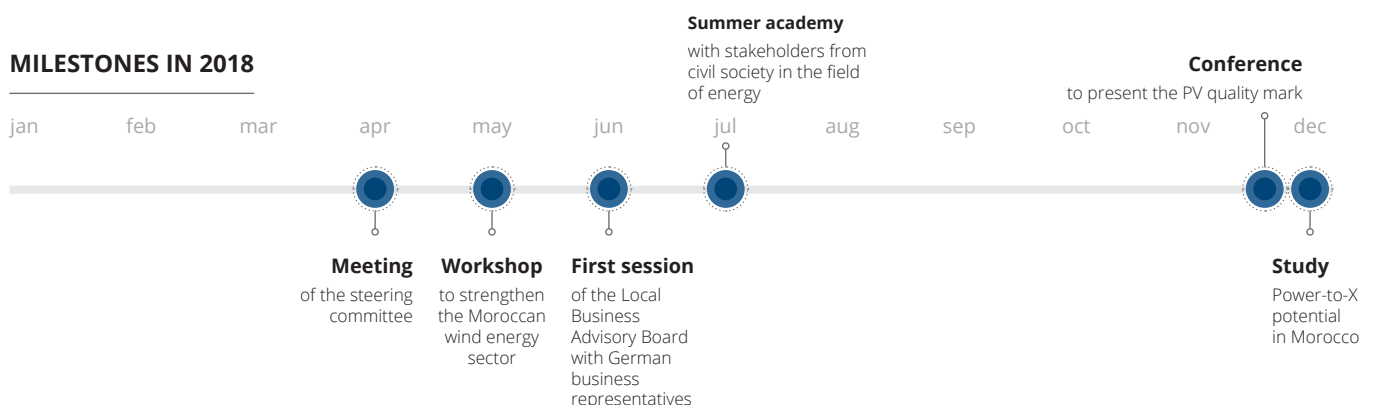 MILESTONES IN 2018
Summer academy
with stakeholders from
civil society in the field
of energy
Conference
to present the PV quality mark
jan feb mar apr may jun jul aug sep oct nov dec
Meeting
of the steering
committee
Workshop
to strengthen
the Moroccan
wind energy
sector
First session
of the Local
Business
Advisory Board
with German
business
representatives
Study
Power-to-X
potential
in Morocco